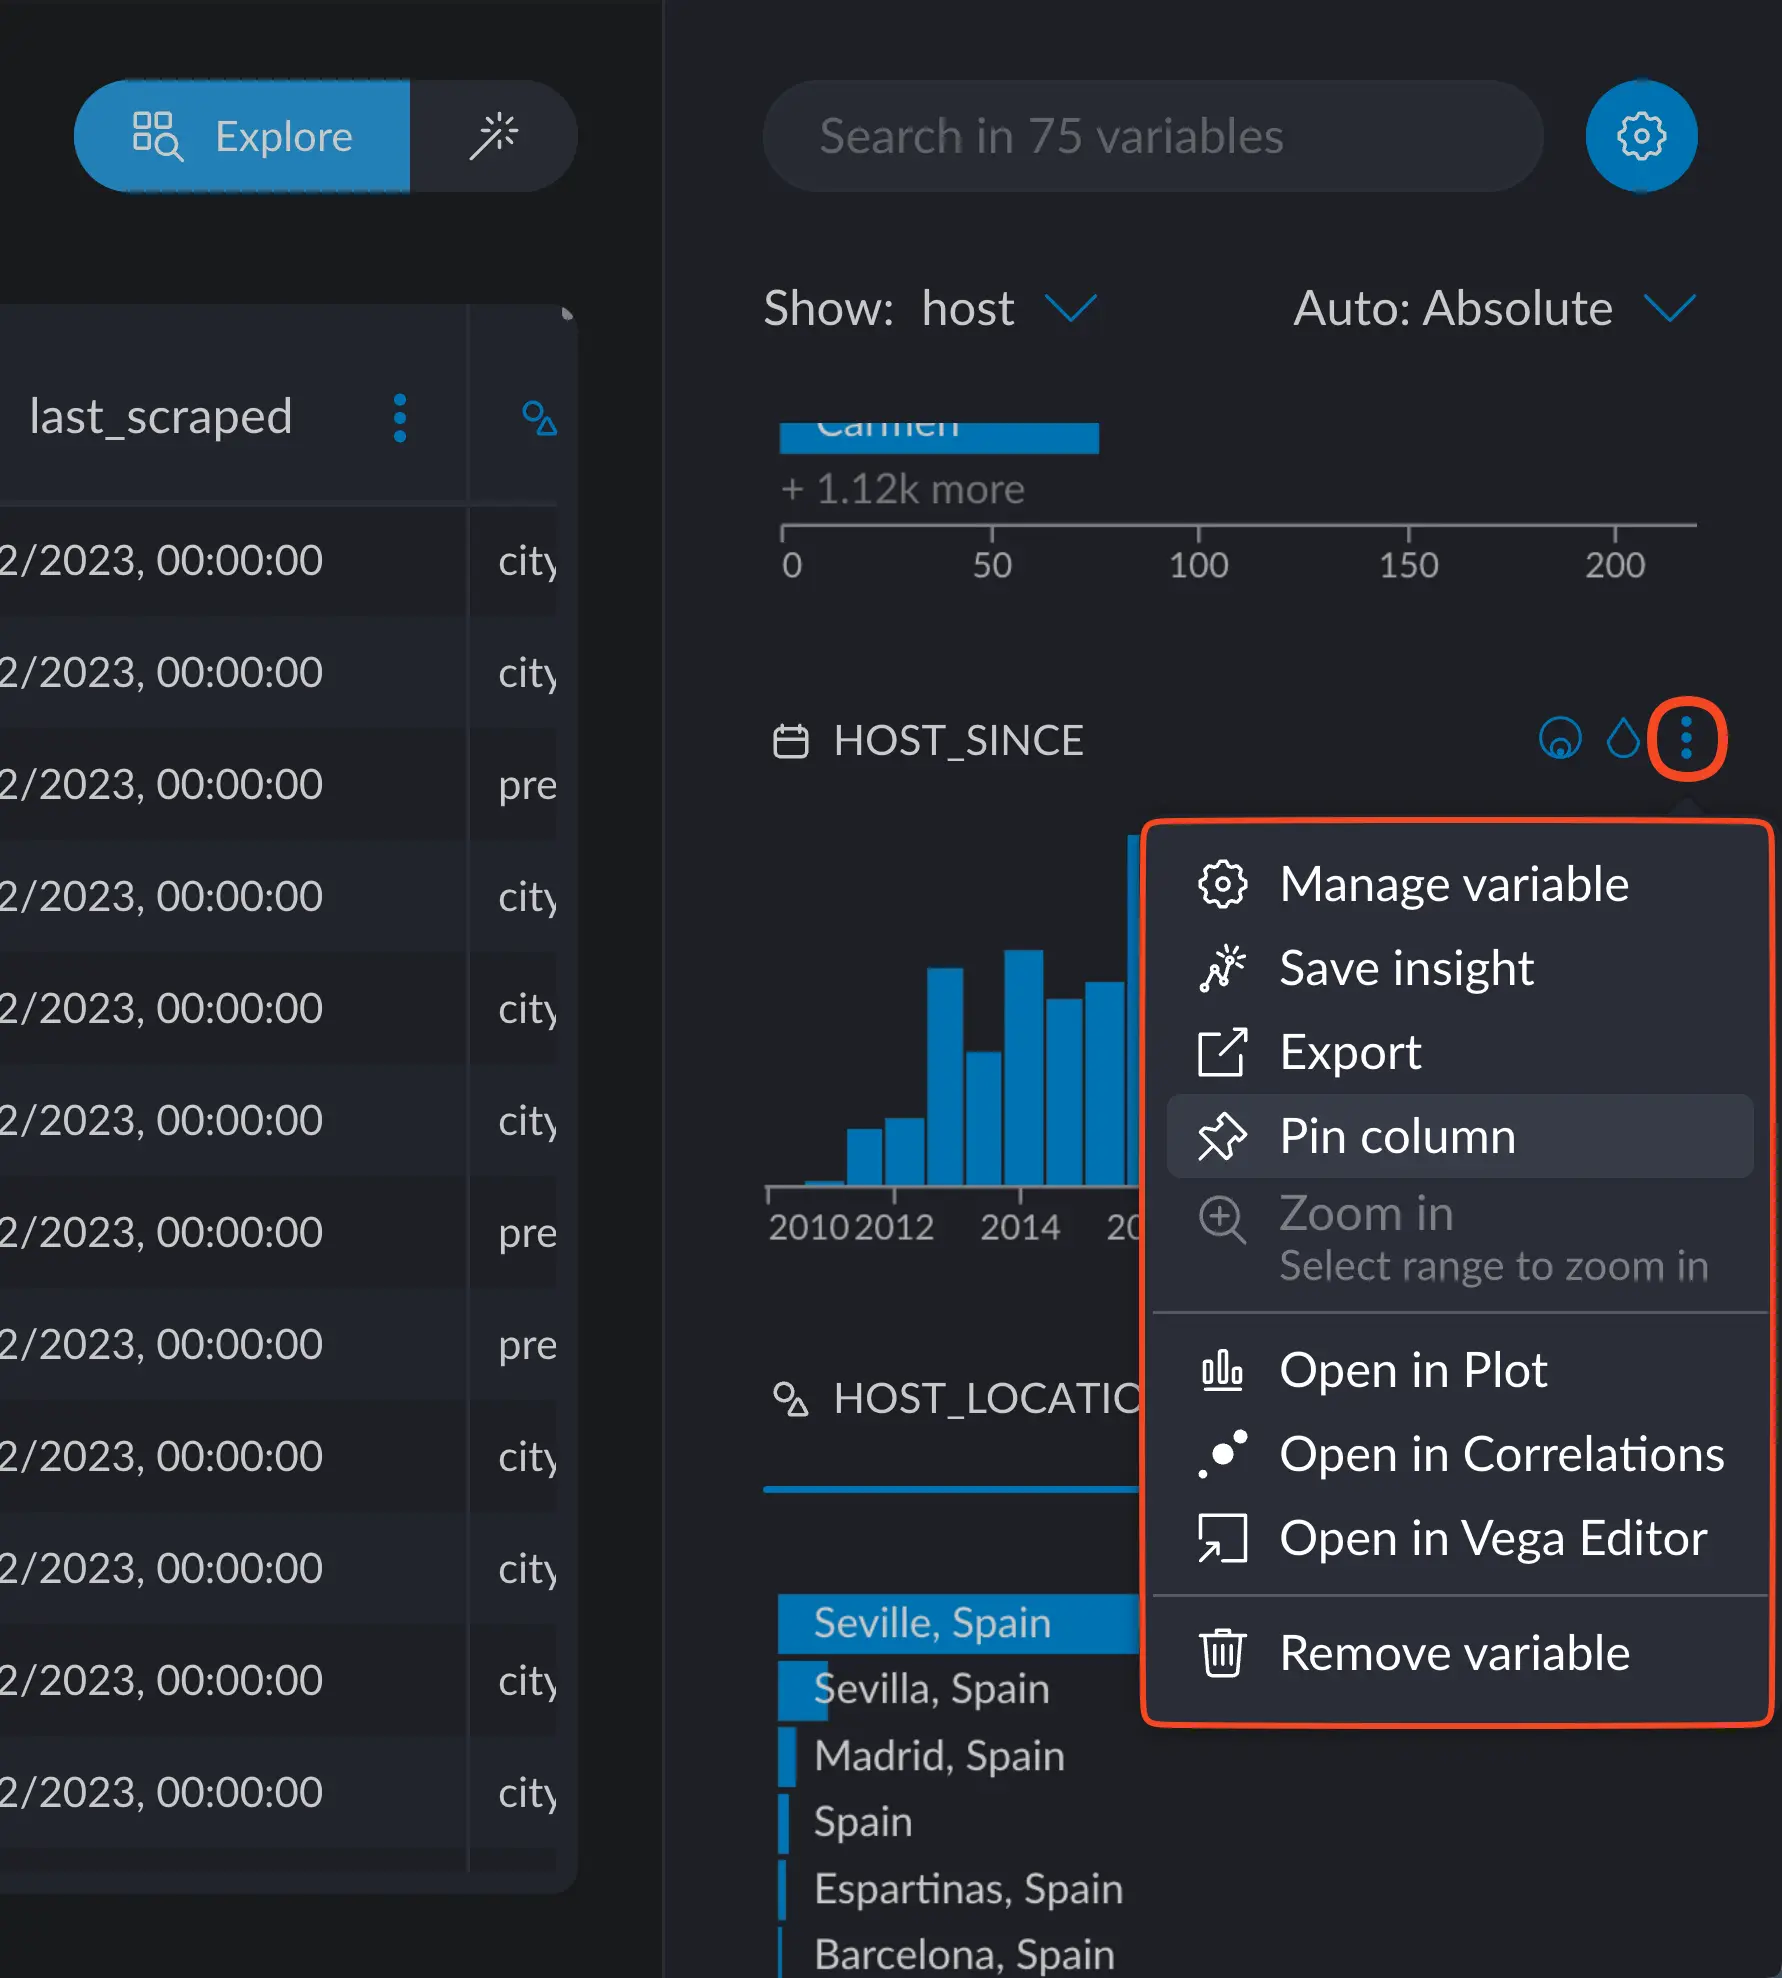 Explore
Search in 75 variables
Show: host
Auto: Absolute
last_scraped
2/2023, 00:00:00 city
2/2023, 00:00:00 city
2/2023, 00:00:00 pre
2/2023, 00:00:00 city
2/2023, 00:00:00 city
2/2023, 00:00:00 city
2/2023, 00:00:00 pre
2/2023, 00:00:00 pre
2/2023, 00:00:00 city
2/2023, 00:00:00 city
2/2023, 00:00:00 city
2/2023, 00:00:00 city
Carmen
+ 1.12k more
0 50 100 150 200
HOST_SINCE
2010 2012 2014 20
Manage variable
Save insight
Export
Pin column
Zoom in
Select range to zoom in
Open in Plot
Open in Correlations
Open in Vega Editor
Remove variable
HOST_LOCATIO
Seville, Spain
Sevilla, Spain
Madrid, Spain
Spain
Espartinas, Spain
Barcelona, Spain